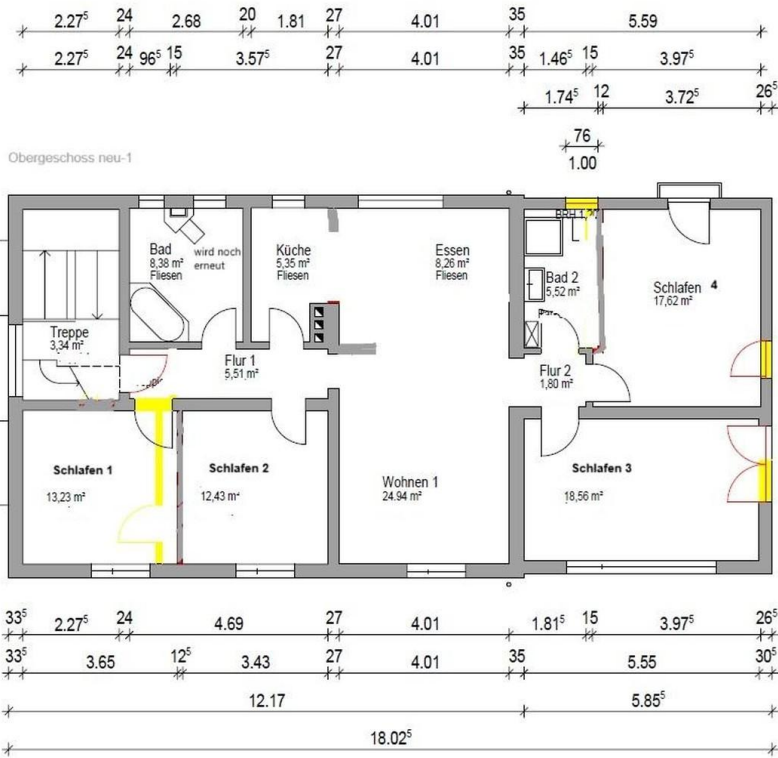 2.27⁵ 24 2.68 20 1.81 27 4.01 35 5.59
2.27⁵ 24 96⁵ 15 3.57⁵ 27 4.01 35 1.46⁵ 15 3.97⁵
1.74⁵ 12 3.72⁵ 26⁵
76
1.00
Obergeschoss neu-1
Bad
8,38 m²
Fliesen
wird noch
erneut
Küche
5,35 m²
Fliesen
Essen
8,26 m²
Fliesen
Bad 2
5,52 m²
Schlafen 4
17,62 m²
Treppe
3,34 m²
Flur 1
5,51 m²
Flur 2
1,80 m²
Schlafen 1
13,23 m²
Schlafen 2
12,43 m²
Wohnen 1
24.94 m²
Schlafen 3
18,56 m²
33⁵ 2.27⁵ 24 4.69 27 4.01 35 1.81⁵ 15 3.97⁵ 26⁵
33⁵ 3.65 12⁵ 3.43 27 4.01 35 5.55 30⁵
12.17 5.85⁵
18.02⁵